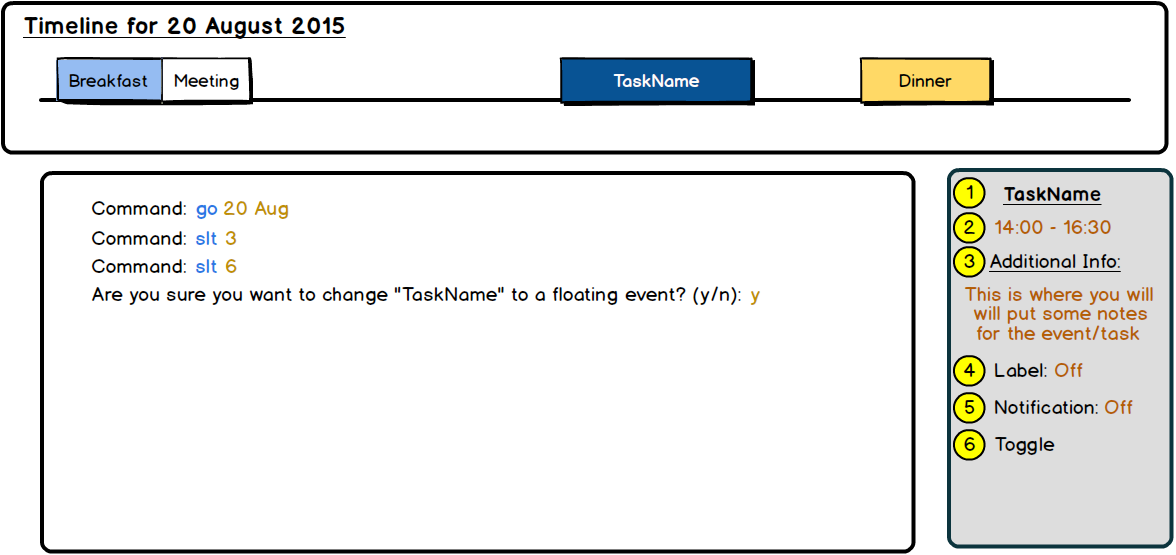 Timeline for 20 August 2015
Breakfast Meeting TaskName Dinner
Command: go 20 Aug
Command: slt 3
Command: slt 6
Are you sure you want to change "TaskName" to a floating event? (y/n): y
1 TaskName
2 14:00 - 16:30
3 Additional Info:
This is where you will
will put some notes
for the event/task
4 Label: Off
5 Notification: Off
6 Toggle